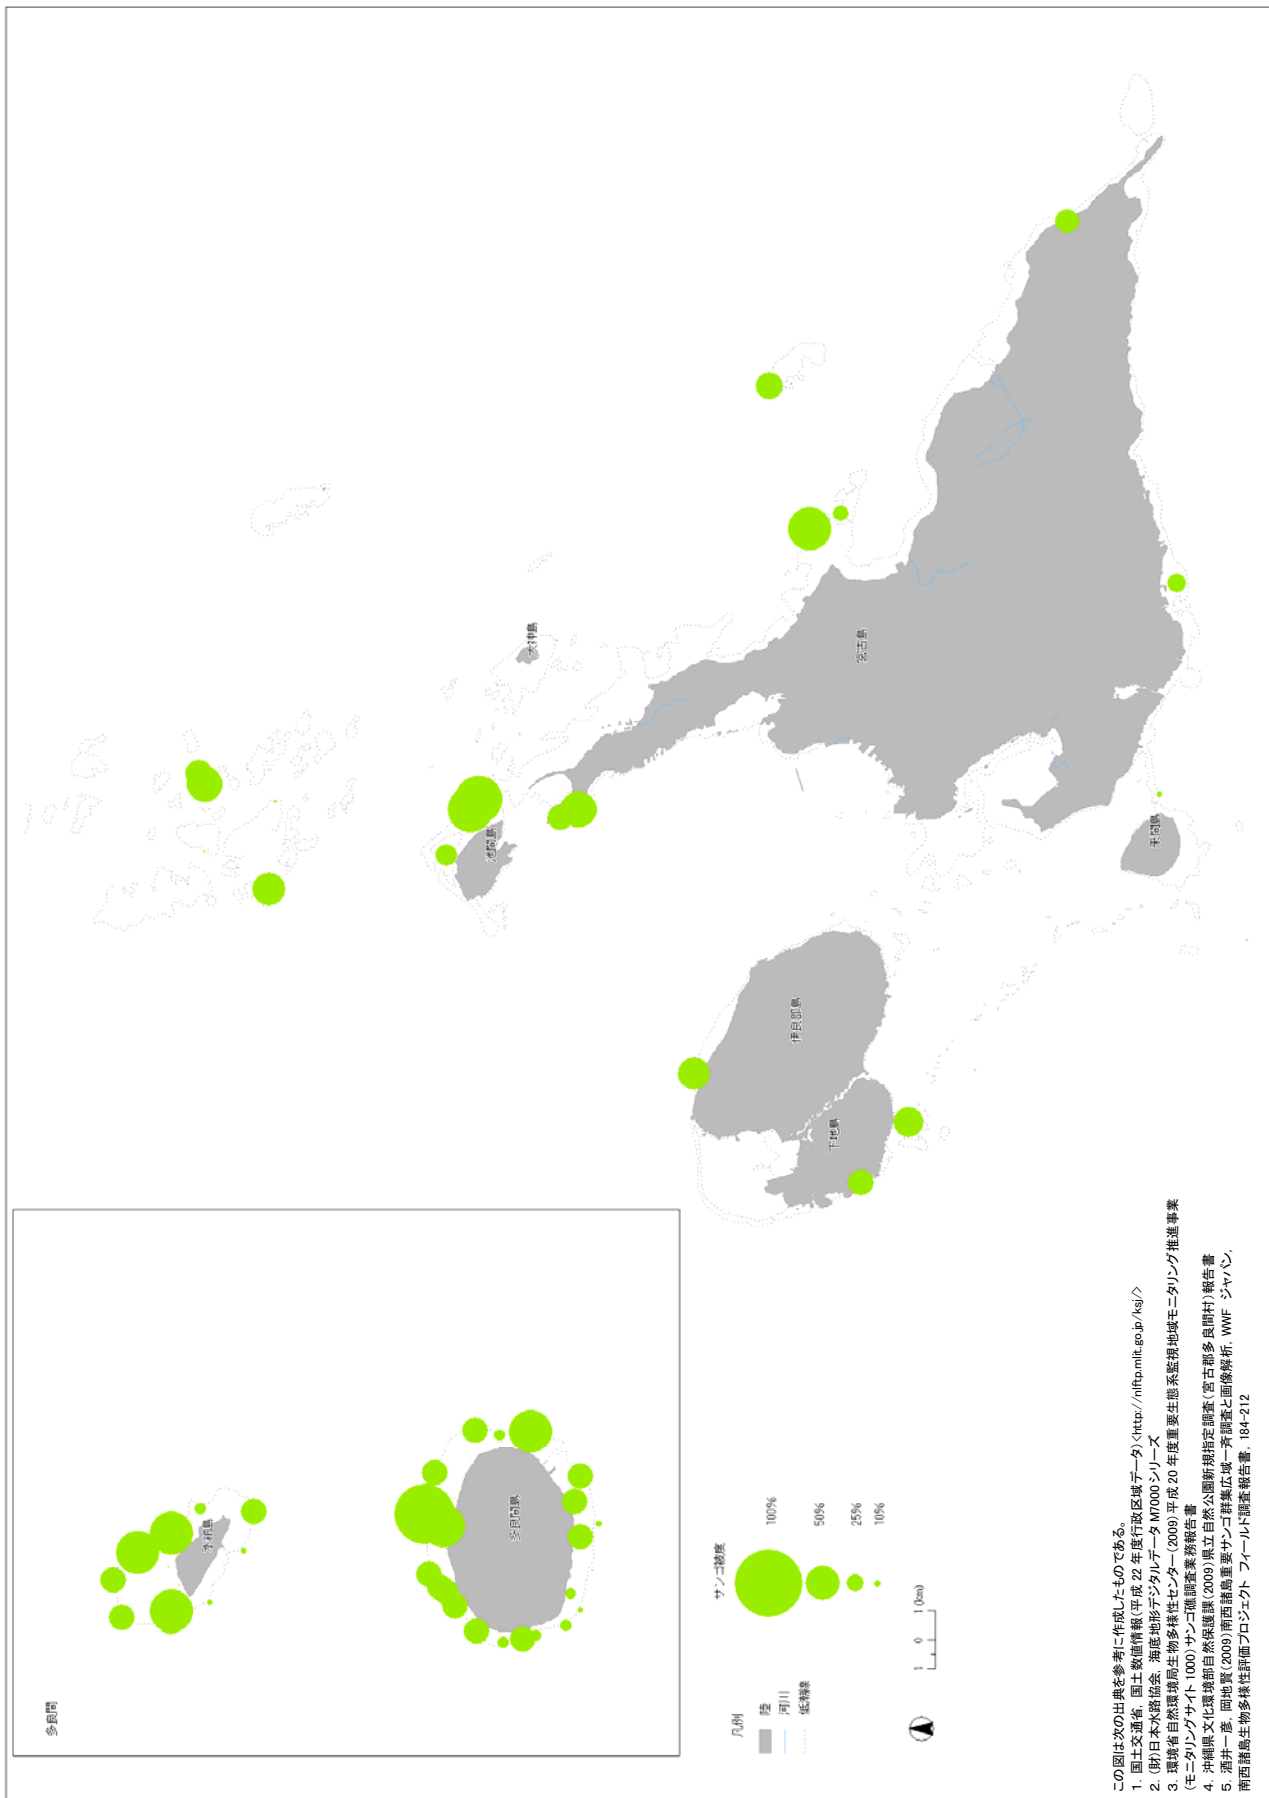 多良間
水納島
多良間島
池間島
大神島
宮古島
伊良部島
下地島
来間島
凡例
陸
河川
低潮線
サンゴ被度
100%
50%
25%
10%
1 0 1 (km)
この図は次の出典を参考に作成したものである。
1. 国土交通省, 国土数値情報(平成 22 年度行政区域データ)<http://nlftp.mlit.go.jp/ksj/>
2. (財)日本水路協会, 海底地形デジタルデータ M7000 シリーズ
3. 環境省自然環境局生物多様性センター(2009)平成 20 年度重要生態系監視地域モニタリング推進事業
(モニタリングサイト 1000)サンゴ礁調査業務報告書
4. 沖縄県文化環境部自然保護課(2009)県立自然公園新規指定調査(宮古郡多良間村)報告書
5. 酒井一彦, 岡地賢(2009)南西諸島重要サンゴ群集広域一斉調査と画像解析, WWF ジャパン,
南西諸島生物多様性評価プロジェクト フィールド調査報告書, 184-212